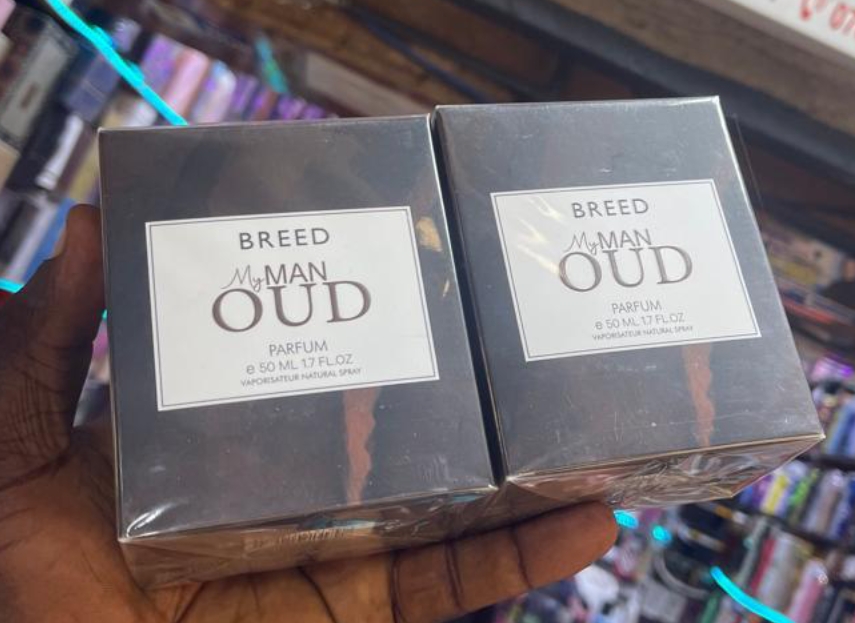 BREED
My MAN
OUD
PARFUM
e 50 ML 1.7 FL.OZ
VAPORISATEUR NATURAL SPRAY
BREED
My MAN
OUD
PARFUM
e 50 ML 1.7 FL.OZ
VAPORISATEUR NATURAL SPRAY
07